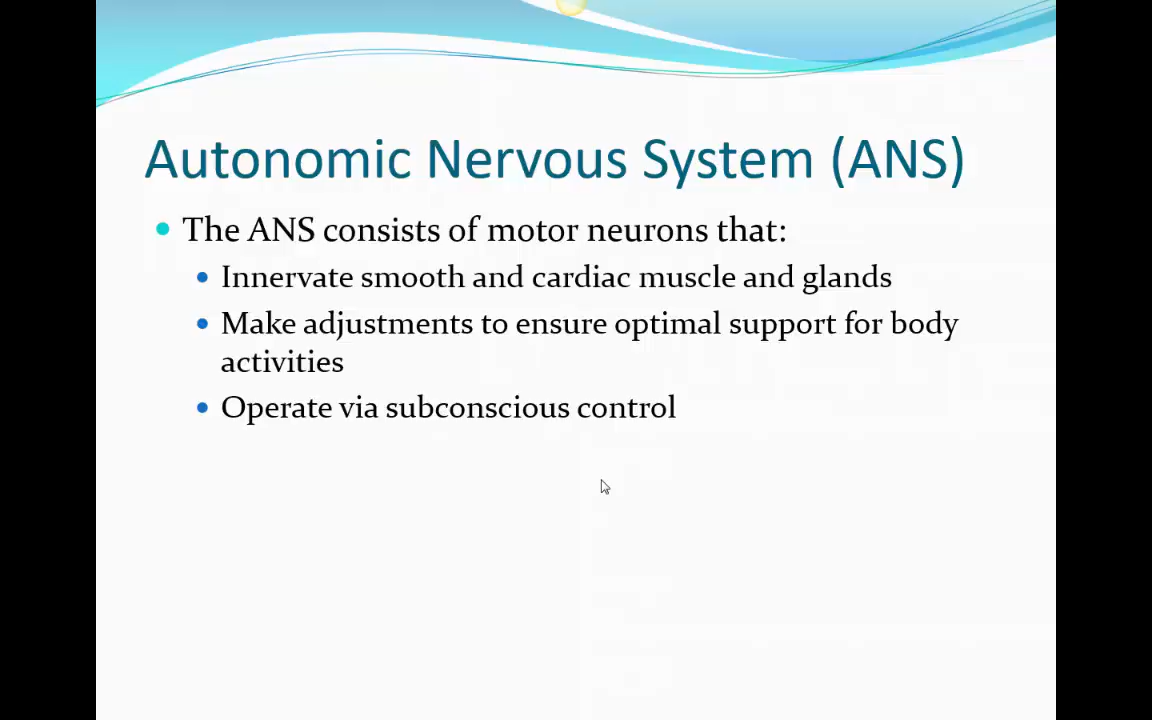 Autonomic Nervous System (ANS)
The ANS consists of motor neurons that:
Innervate smooth and cardiac muscle and glands
Make adjustments to ensure optimal support for body
activities
Operate via subconscious control